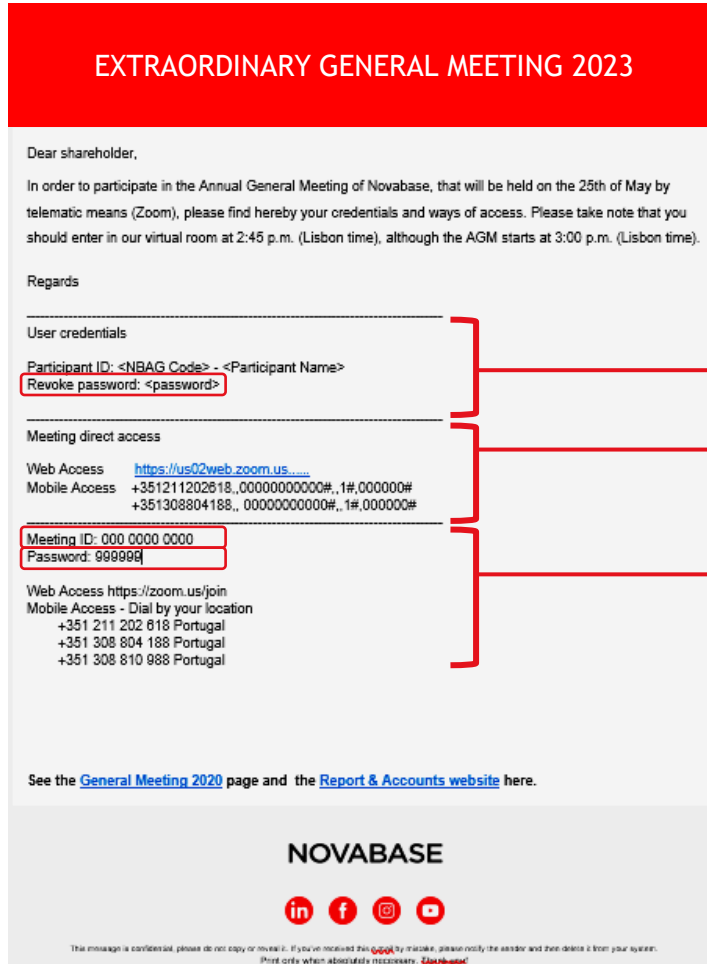 EXTRAORDINARY GENERAL MEETING 2023
Dear shareholder,
In order to participate in the Annual General Meeting of Novabase, that will be held on the 25th of May by
telematic means (Zoom), please find hereby your credentials and ways of access. Please take note that you
should enter in our virtual room at 2:45 p.m. (Lisbon time), although the AGM starts at 3:00 p.m. (Lisbon time).
Regards
User credentials
Participant ID: <NBAG Code> - <Participant Name>
Revoke password: <password>
Meeting direct access
Web Access https://us02web.zoom.us......
Mobile Access +351211202618,,00000000000#,,1#,000000#
+351308804188,, 00000000000#,,1#,000000#
Meeting ID: 000 0000 0000
Password: 999999
Web Access https://zoom.us/join
Mobile Access - Dial by your location
+351 211 202 618 Portugal
+351 308 804 188 Portugal
+351 308 810 988 Portugal
See the General Meeting 2020 page and the Report & Accounts website here.
NOVABASE
This message is confidential, please do not copy or reveal it. If you've received this e-mail by mistake, please notify the sender and then delete it from your system.
Print only when absolutely necessary. Thank you!